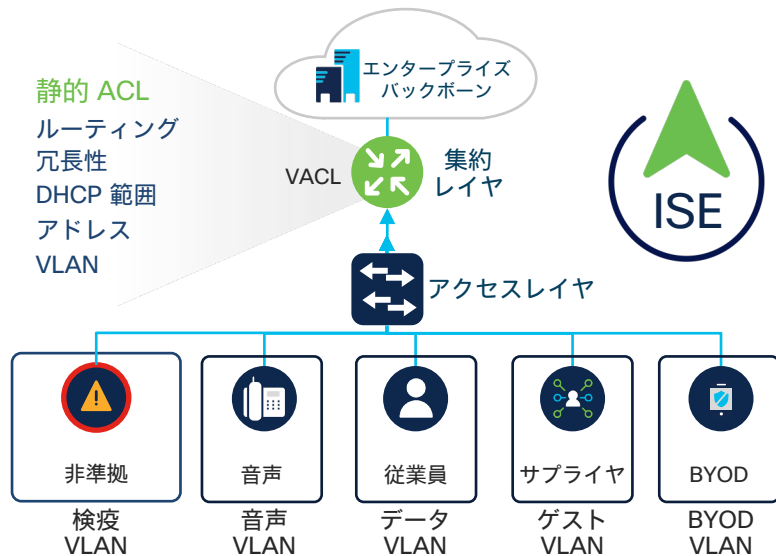 エンタープライズ
バックボーン
静的 ACL
ルーティング
冗長性
DHCP 範囲
アドレス
VLAN
VACL
集約
レイヤ
ISE
アクセスレイヤ
非準拠
音声
従業員
サプライヤ
BYOD
検疫
VLAN
音声
VLAN
データ
VLAN
ゲスト
VLAN
BYOD
VLAN